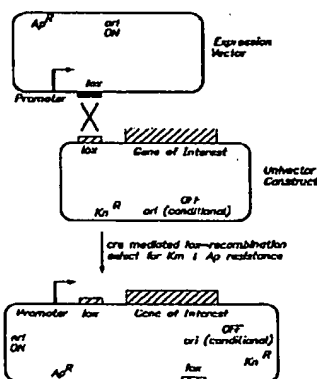 Ap R
ori
ON
lox
Promoter
Expression
Vector
lox
Gene of Interest
Univector
Construct
Kn R
OFF
ori (conditional)
cre mediated lox-recombination
select for Km & Ap resistance
Promoter lox Gene of Interest
ori
ON
OFF
ori (conditional)
Kn R
Ap R
lox